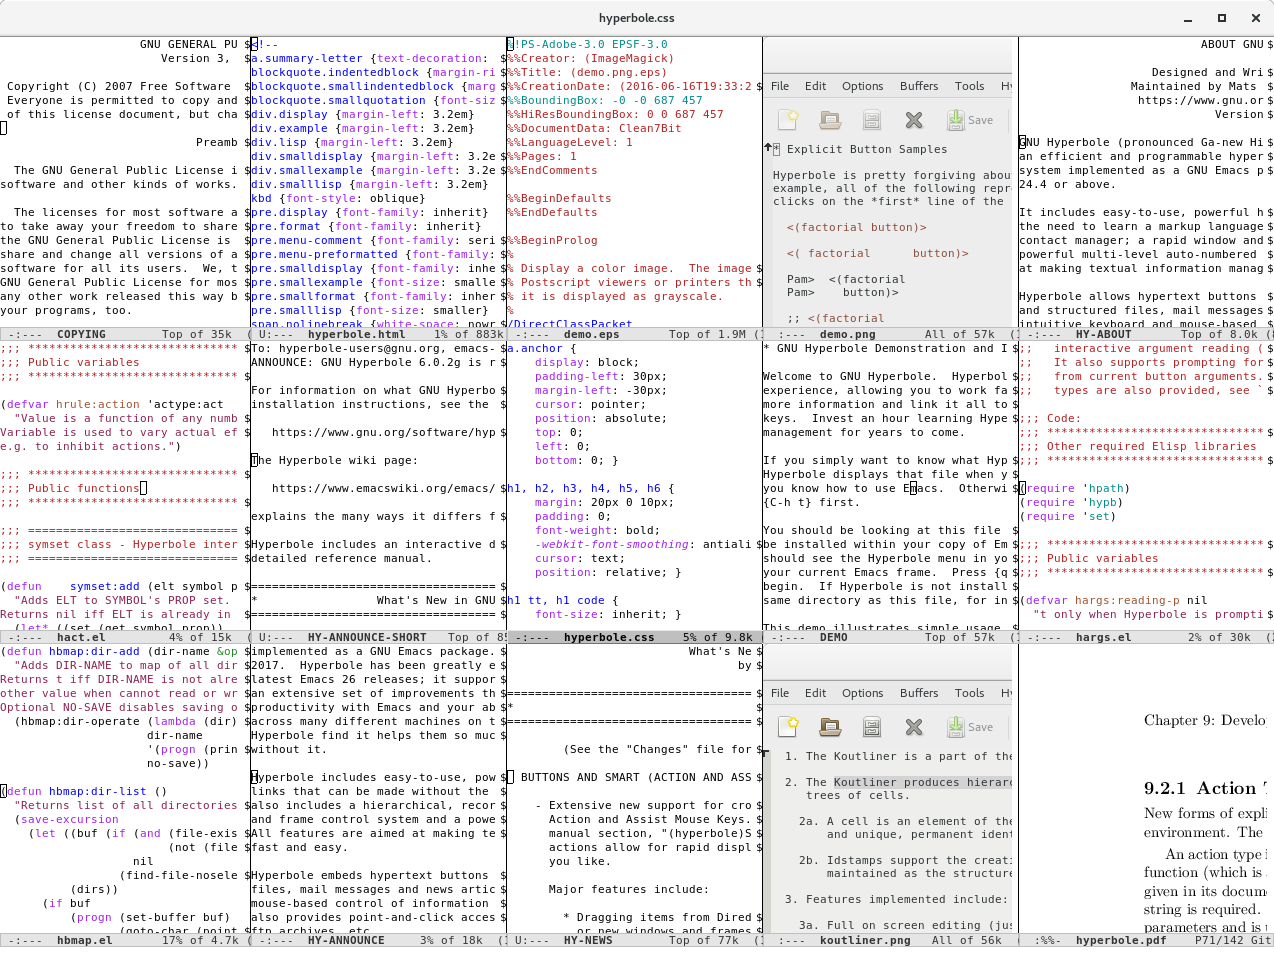 hyperbole.css
GNU GENERAL PU $
Version 3,  $
$
Copyright (C) 2007 Free Software  $
Everyone is permitted to copy and $
of this license document, but cha $
Preamb $
The GNU General Public License i $
software and other kinds of works. $
The licenses for most software a $
to take away your freedom to share $
the GNU General Public License is  $
share and change all versions of a $
software for all its users.  We, t $
GNU General Public License for mos $
any other work released this way b $
your programs, too. $
-:---  COPYING        Top of 35k  (
<!-- $
a.summary-letter {text-decoration: $
blockquote.indentedblock {margin-ri $
blockquote.smallindentedblock {marg $
blockquote.smallquotation {font-siz $
div.display {margin-left: 3.2em} $
div.example {margin-left: 3.2em} $
div.lisp {margin-left: 3.2em} $
div.smalldisplay {margin-left: 3.2e $
div.smallexample {margin-left: 3.2e $
div.smalllisp {margin-left: 3.2em} $
kbd {font-style: oblique} $
pre.display {font-family: inherit} $
pre.format {font-family: inherit} $
pre.menu-comment {font-family: seri $
pre.menu-preformatted {font-family: $
pre.smalldisplay {font-family: inhe $
pre.smallexample {font-size: smalle $
pre.smallformat {font-family: inher $
pre.smalllisp {font-size: smaller} $
span.nolinebreak {white-space: nowr $
U:---  hyperbole.html    1% of 883k
%!PS-Adobe-3.0 EPSF-3.0
%%Creator: (ImageMagick)
%%Title: (demo.png.eps)
%%CreationDate: (2016-06-16T19:33:2 $
%%BoundingBox: -0 -0 687 457
%%HiResBoundingBox: 0 0 687 457
%%DocumentData: Clean7Bit
%%LanguageLevel: 1
%%Pages: 1
%%EndComments
%%BeginDefaults
%%EndDefaults
%%BeginProlog
%
% Display a color image.  The image $
% Postscript viewers or printers th $
% it is displayed as grayscale.
%
/DirectClassPacket
-:---  demo.eps       Top of 1.9M  (
File Edit Options Buffers Tools Hy
Save
* Explicit Button Samples
Hyperbole is pretty forgiving abou
example, all of the following repr
clicks on the *first* line of the
<(factorial button)>
<( factorial      button)>
Pam>  <(factorial
Pam>    button)>
;; <(factorial
:---  demo.png       All of 57k  (
ABOUT GNU $
Designed and Wri $
Maintained by Mats  $
https://www.gnu.or $
Version $
GNU Hyperbole (pronounced Ga-new Hi $
an efficient and programmable hyper $
system implemented as a GNU Emacs p $
24.4 or above. $
It includes easy-to-use, powerful h $
the need to learn a markup language $
contact manager; a rapid window and $
powerful multi-level auto-numbered  $
at making textual information manag $
Hyperbole allows hypertext buttons  $
and structured files, mail messages $
intuitive keyboard and mouse-based  $
-:---  HY-ABOUT       Top of 8.0k  (
;;; ****************************** $
;;; Public variables $
;;; ****************************** $
(defvar hrule:action 'actype:act $
"Value is a function of any numb $
Variable is used to vary actual ef $
e.g. to inhibit actions.") $
;;; ****************************** $
;;; Public functions $
;;; ****************************** $
;;; ============================== $
;;; symset class - Hyperbole inter $
;;; ============================== $
(defun    symset:add (elt symbol p $
"Adds ELT to SYMBOL's PROP set. $
Returns nil iff ELT is already in  $
(let* ((set (get symbol prop)) $
-:---  hact.el         4% of 15k  (
To: hyperbole-users@gnu.org, emacs- $
ANNOUNCE: GNU Hyperbole 6.0.2g is r $
For information on what GNU Hyperbo $
installation instructions, see the  $
https://www.gnu.org/software/hyp $
The Hyperbole wiki page: $
https://www.emacswiki.org/emacs/ $
explains the many ways it differs f $
Hyperbole includes an interactive d $
detailed reference manual. $
=================================== $
*                 What's New in GNU $
=================================== $
U:---  HY-ANNOUNCE-SHORT   Top of 8
a.anchor {
display: block;
padding-left: 30px;
margin-left: -30px;
cursor: pointer;
position: absolute;
top: 0;
left: 0;
bottom: 0; }
h1, h2, h3, h4, h5, h6 {
margin: 20px 0 10px;
padding: 0;
font-weight: bold;
-webkit-font-smoothing: antiali $
cursor: text;
position: relative; }
h1 tt, h1 code {
font-size: inherit; }
-:---  hyperbole.css    5% of 9.8k  (
* GNU Hyperbole Demonstration and I $
Welcome to GNU Hyperbole.  Hyperbol $
experience, allowing you to work fa $
more information and link it all to $
keys.  Invest an hour learning Hype $
management for years to come. $
If you simply want to know what Hyp $
Hyperbole displays that file when y $
you know how to use Emacs.  Otherwi $
{C-h t} first. $
You should be looking at this file  $
be installed within your copy of Em $
should see the Hyperbole menu in yo $
your current Emacs frame.  Press {q $
begin.  If Hyperbole is not install $
same directory as this file, for in $
This demo illustrates simple usage  $
-:---  DEMO           Top of 57k  (
;;   interactive argument reading ( $
;;   It also supports prompting for $
;;   from current button arguments. $
;;   types are also provided, see ` $
;;; Code: $
;;; ******************************* $
;;; Other required Elisp libraries $
;;; ******************************* $
(require 'hpath)
(require 'hypb)
(require 'set)
;;; ******************************* $
;;; Public variables
;;; ******************************* $
(defvar hargs:reading-p nil
"t only when Hyperbole is prompti $
-:---  hargs.el        2% of 30k  (
(defun hbmap:dir-add (dir-name &op $
"Adds DIR-NAME to map of all dir $
Returns t iff DIR-NAME is not alre $
other value when cannot read or wr $
Optional NO-SAVE disables saving o $
(hbmap:dir-operate (lambda (dir) $
dir-name $
'(progn (prin $
no-save)) $
(defun hbmap:dir-list () $
"Returns list of all directories $
(save-excursion $
(let ((buf (if (and (file-exis $
(not (file $
nil $
(find-file-nosele $
(dirs)) $
(if buf $
(progn (set-buffer buf) $
(goto-char (point $
-:---  hbmap.el       17% of 4.7k  (
implemented as a GNU Emacs package. $
2017.  Hyperbole has been greatly e $
latest Emacs 26 releases; it suppor $
an extensive set of improvements th $
productivity with Emacs and your ab $
across many different machines on t $
Hyperbole find it helps them so muc $
without it. $
Hyperbole includes easy-to-use, pow $
links that can be made without the  $
also includes a hierarchical, recor $
and frame control system and a powe $
All features are aimed at making te $
fast and easy. $
Hyperbole embeds hypertext buttons  $
files, mail messages and news artic $
mouse-based control of information  $
also provides point-and-click acces $
ftp archives, etc. $
-:---  HY-ANNOUNCE     3% of 18k  (
What's Ne $
by $
=================================== $
* $
=================================== $
(See the "Changes" file for $
BUTTONS AND SMART (ACTION AND ASS $
- Extensive new support for cro $
Action and Assist Mouse Keys. $
manual section, "(hyperbole)S $
actions allow for rapid displ $
you like. $
Major features include: $
* Dragging items from Dired $
or new windows and frames $
U:---  HY-NEWS        Top of 77k  (
File Edit Options Buffers Tools Hy
Save
1. The Koutliner is a part of the
2. The Koutliner produces hierarc
trees of cells.
2a. A cell is an element of the
and unique, permanent ident
2b. Idstamps support the creati
maintained as the structure
3. Features implemented include:
3a. Full on screen editing (jus
:---  koutliner.png   All of 56k  (
Chapter 9: Develo
9.2.1 Action
New forms of expli
environment. The
An action type i
function (which is
given in its docum
string is required.
parameters and is
:%%-  hyperbole.pdf    P71/142 Git